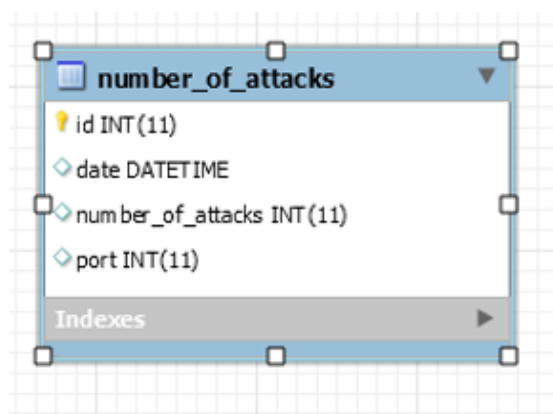 number_of_attacks
id INT(11)
date DATETIME
number_of_attacks INT(11)
port INT(11)
Indexes